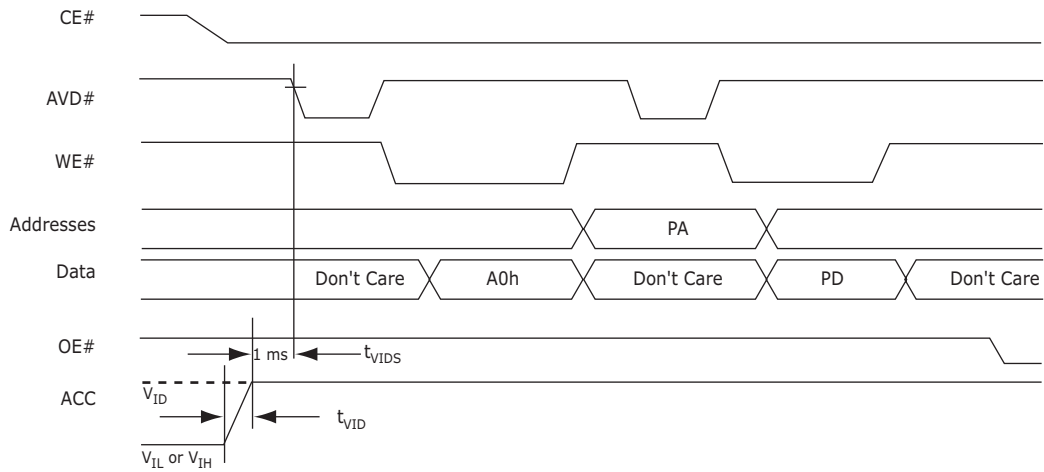 CE#
AVD#
WE#
Addresses
PA
Data
Don't Care
A0h
Don't Care
PD
Don't Care
OE#
1 ms
tVIDS
ACC
VID
tVID
VIL or VIH